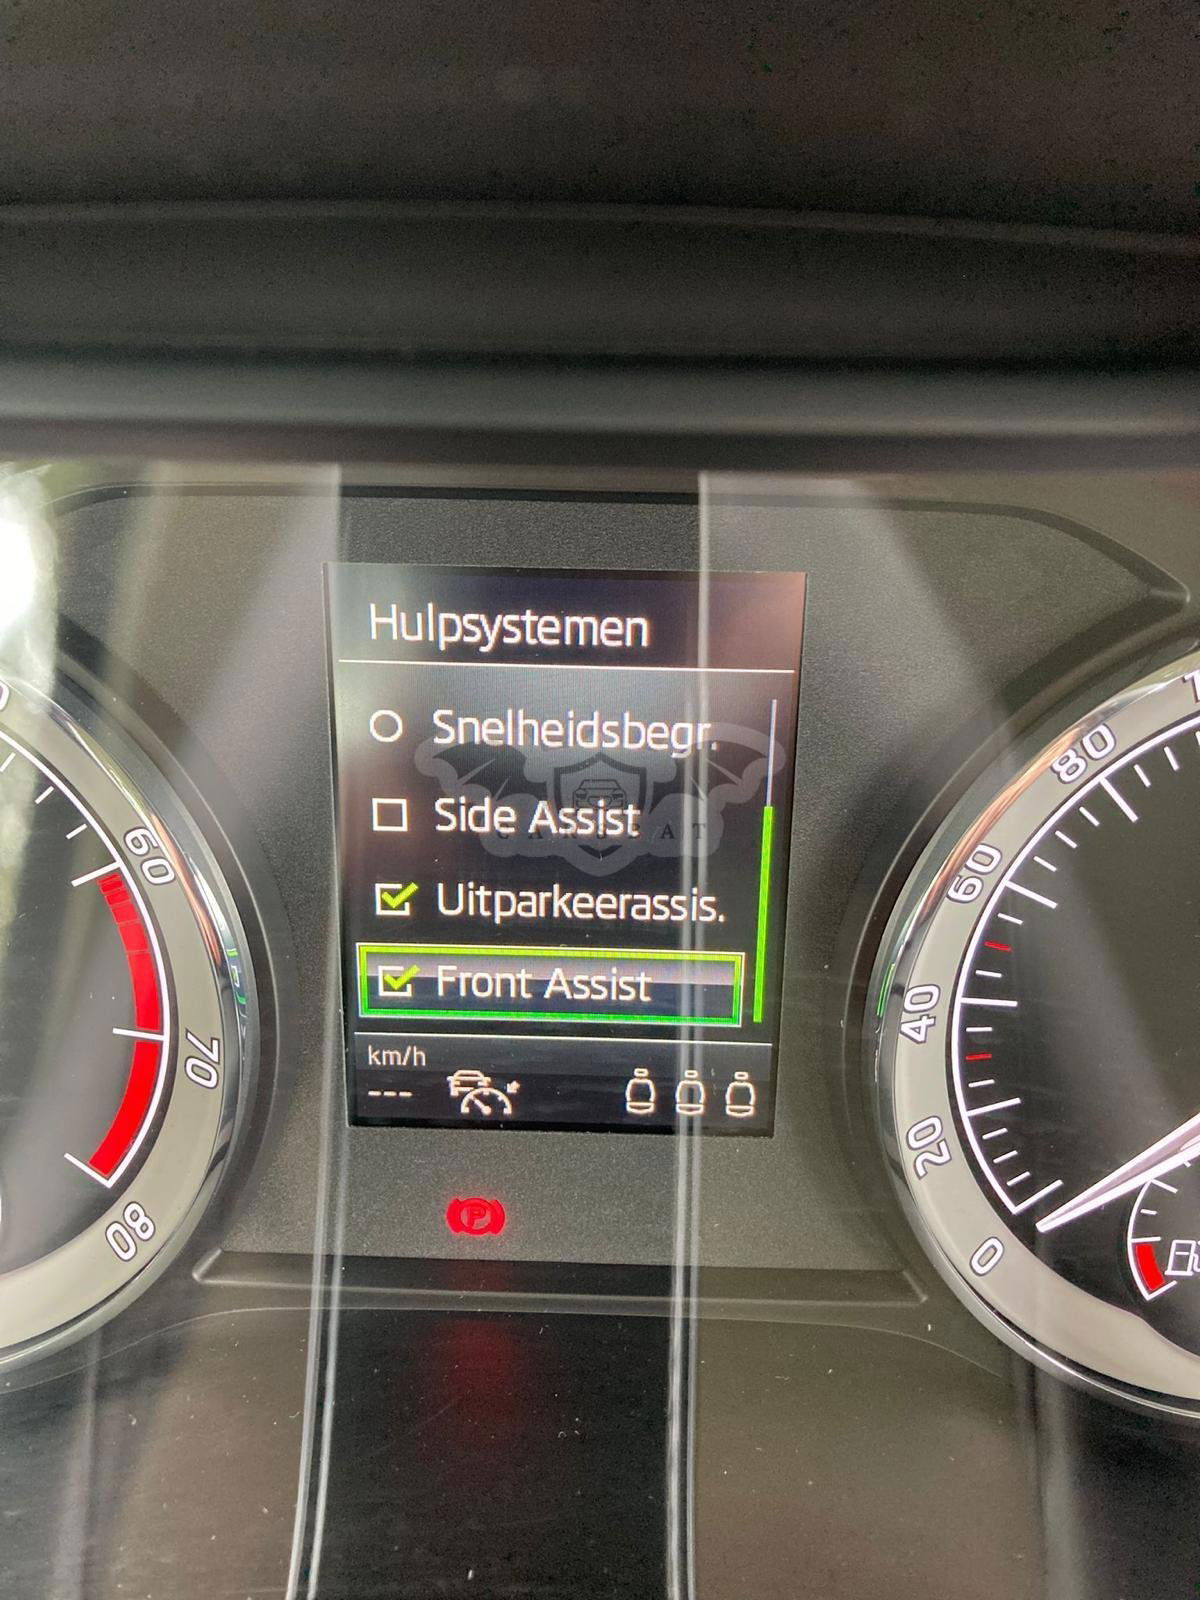 Hulpsystemen
Snelheidsbegr.
Side Assist
Uitparkeerassis.
Front Assist
km/h
---
P
60
70
80
80
60
40
20
0